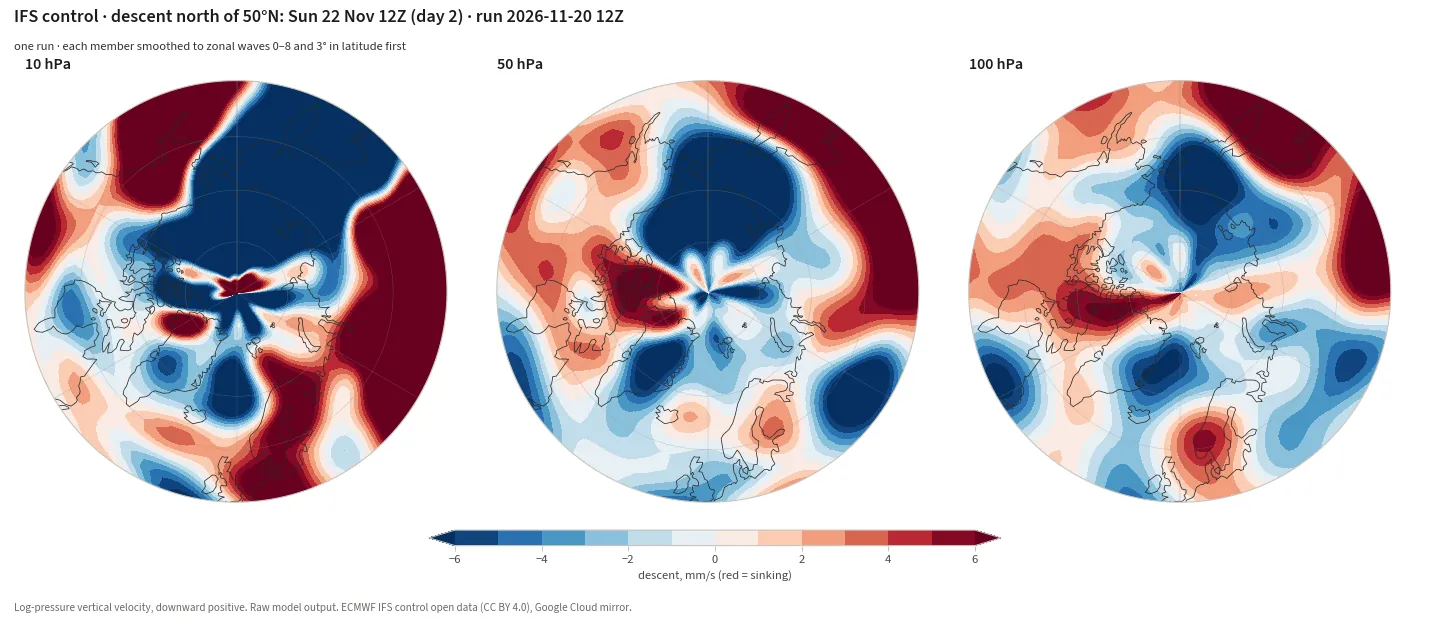 IFS control · descent north of 50°N: Sun 22 Nov 12Z (day 2) · run 2026-11-20 12Z
one run · each member smoothed to zonal waves 0–8 and 3° in latitude first
10 hPa
50 hPa
100 hPa
−6 −4 −2 0 2 4 6
descent, mm/s (red = sinking)
Log-pressure vertical velocity, downward positive. Raw model output. ECMWF IFS control open data (CC BY 4.0), Google Cloud mirror.